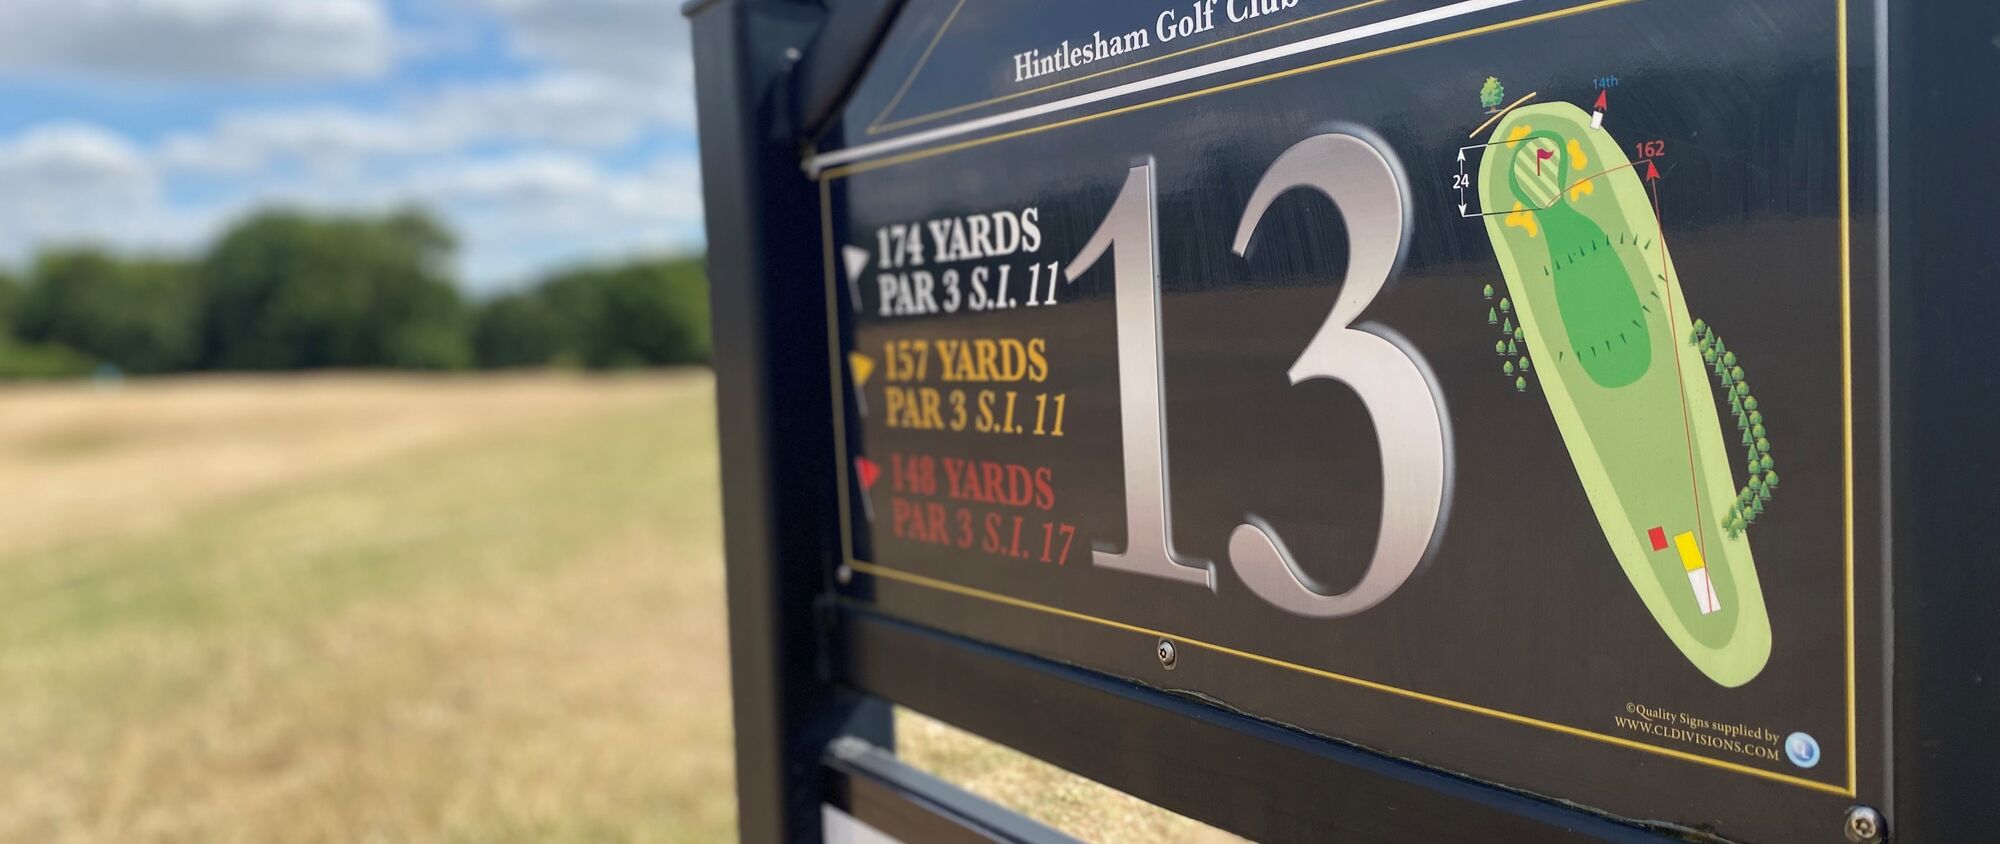 Hintlesham Golf Club
174 YARDS
PAR 3 S.I. 11
157 YARDS
PAR 3 S.I. 11
148 YARDS
PAR 3 S.I. 17
13
14th
162
24
©Quality Signs supplied by
WWW.CLDIVISIONS.COM